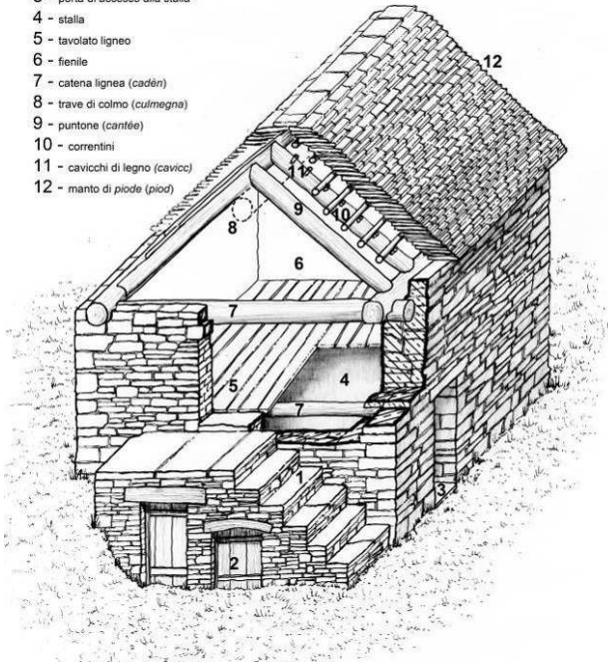 4 - stalla
5 - tavolato ligneo
6 - fienile
7 - catena lignea (cadèn)
8 - trave di colmo (culmegna)
9 - puntone (cantée)
10 - correntini
11 - cavicchi di legno (cavicc)
12 - manto di piode (piod)
12
11
9
10
8
6
7
5
4
7
1
3
2